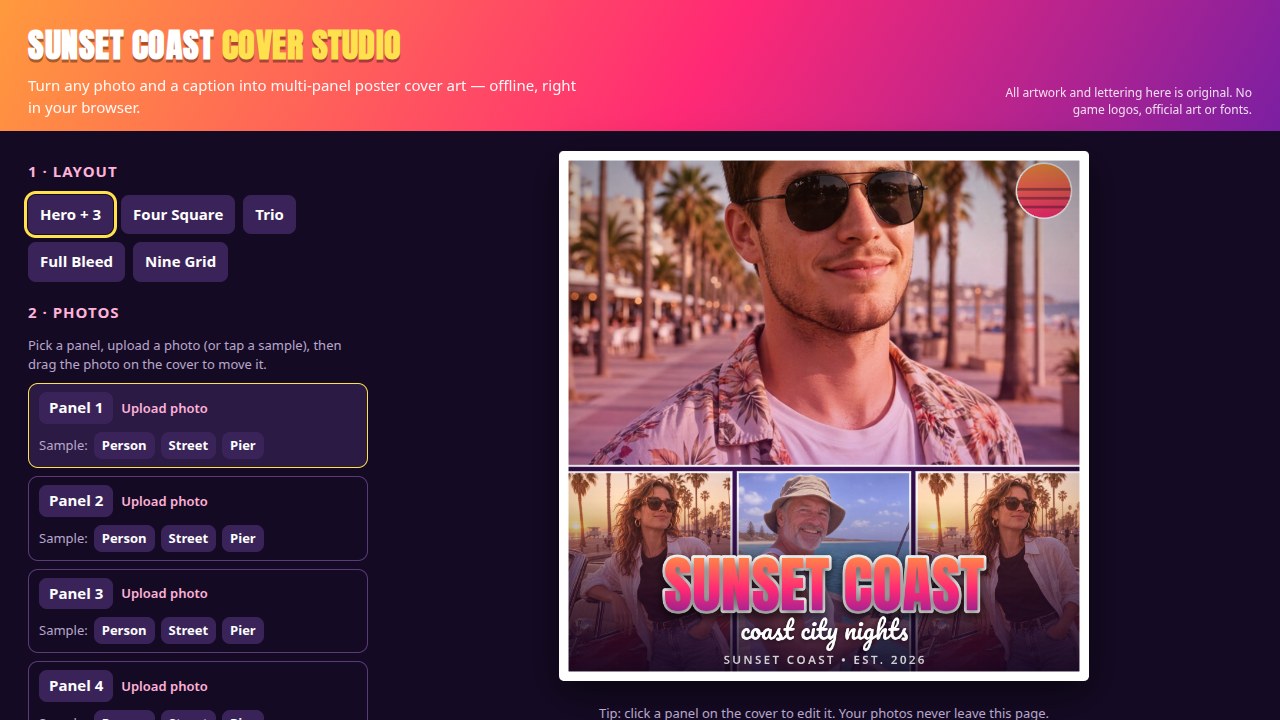 SUNSET COAST COVER STUDIO
Turn any photo and a caption into multi-panel poster cover art — offline, right
in your browser.
All artwork and lettering here is original. No
game logos, official art or fonts.
1 · LAYOUT
Hero + 3
Four Square
Trio
Full Bleed
Nine Grid
2 · PHOTOS
Pick a panel, upload a photo (or tap a sample), then
drag the photo on the cover to move it.
Panel 1 Upload photo
Sample: Person Street Pier
Panel 2 Upload photo
Sample: Person Street Pier
Panel 3 Upload photo
Sample: Person Street Pier
Panel 4 Upload photo
SUNSET COAST
coast city nights
SUNSET COAST • EST. 2026
Tip: click a panel on the cover to edit it. Your photos never leave this page.